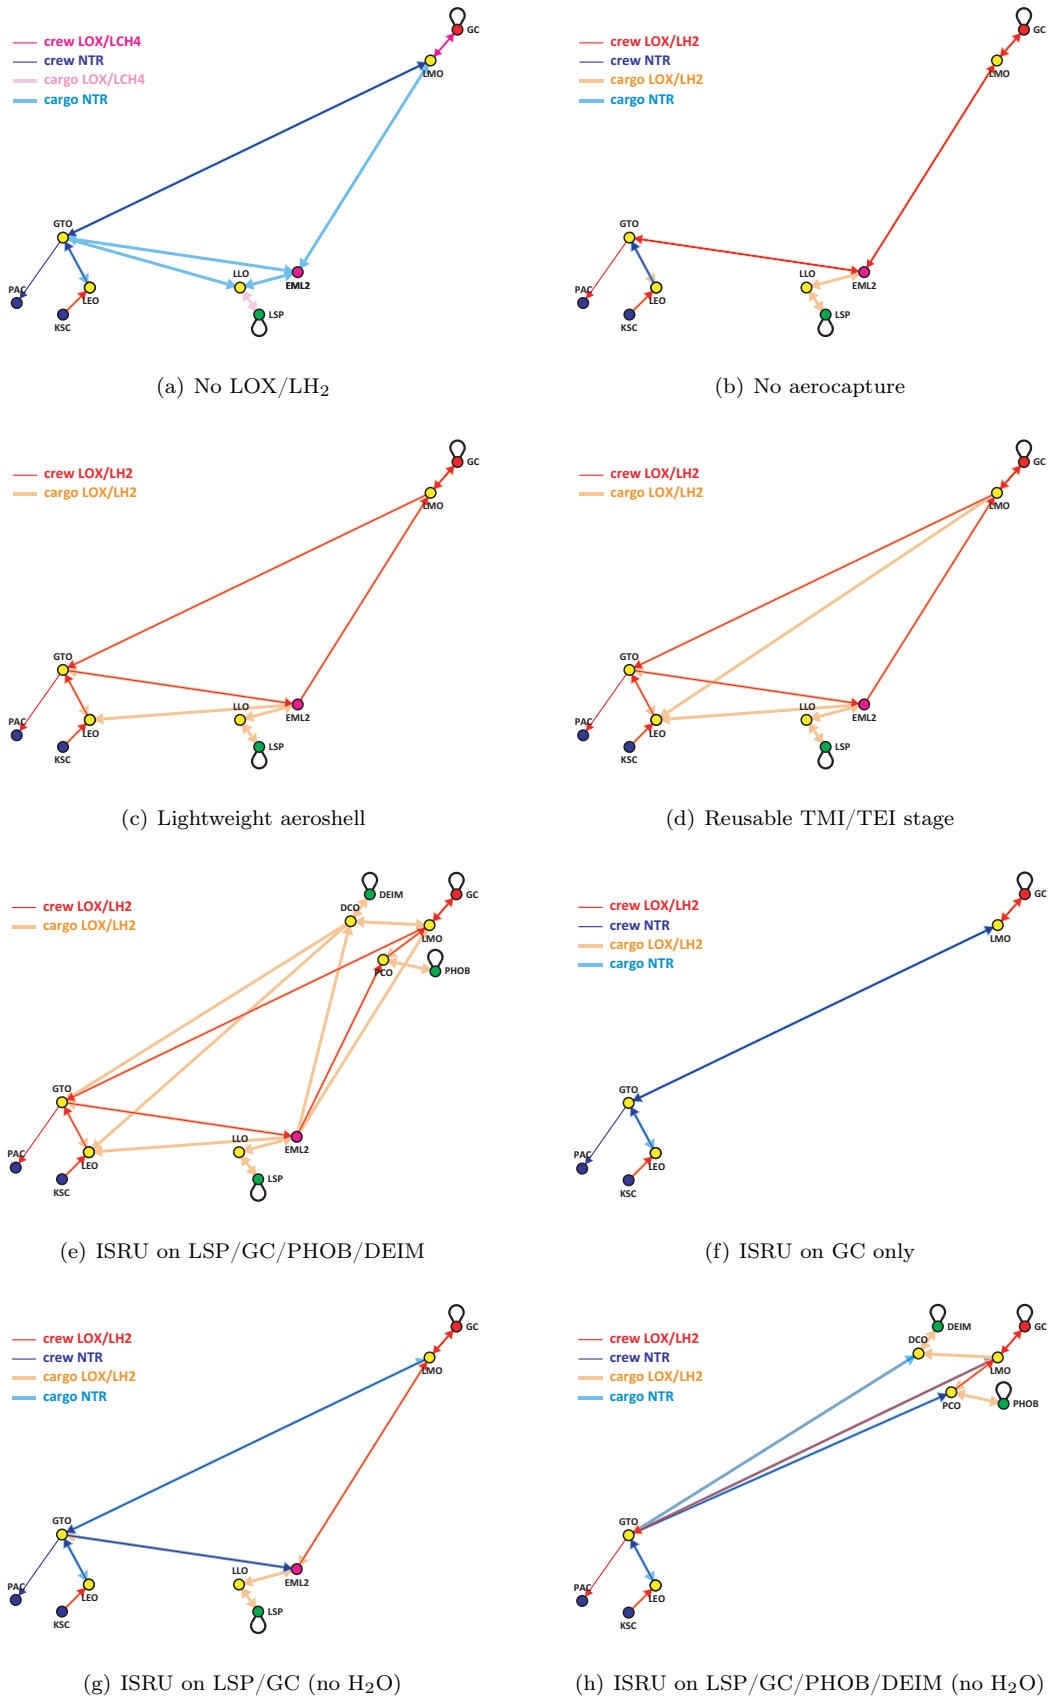 crew LOX/LCH4
crew NTR
cargo LOX/LCH4
cargo NTR
GC
LMO
GTO
LLO
EML2
PAC
LEO
KSC
LSP
(a) No LOX/LH₂
crew LOX/LH2
crew NTR
cargo LOX/LH2
cargo NTR
GC
LMO
GTO
LLO
EML2
PAC
LEO
KSC
LSP
(b) No aerocapture
crew LOX/LH2
cargo LOX/LH2
GC
LMO
GTO
LLO
EML2
PAC
LEO
KSC
LSP
(c) Lightweight aeroshell
crew LOX/LH2
cargo LOX/LH2
GC
LMO
GTO
LLO
EML2
PAC
LEO
KSC
LSP
(d) Reusable TMI/TEI stage
crew LOX/LH2
cargo LOX/LH2
DEIM
GC
DCO
LMO
PCO
PHOB
GTO
LLO
EML2
PAC
LEO
KSC
LSP
(e) ISRU on LSP/GC/PHOB/DEIM
crew LOX/LH2
crew NTR
cargo LOX/LH2
cargo NTR
GC
LMO
GTO
PAC
LEO
KSC
(f) ISRU on GC only
crew LOX/LH2
crew NTR
cargo LOX/LH2
cargo NTR
GC
LMO
GTO
LLO
EML2
PAC
LEO
KSC
LSP
(g) ISRU on LSP/GC (no H₂O)
crew LOX/LH2
crew NTR
cargo LOX/LH2
cargo NTR
DEIM
GC
DCO
LMO
PCO
PHOB
GTO
PAC
LEO
KSC
(h) ISRU on LSP/GC/PHOB/DEIM (no H₂O)